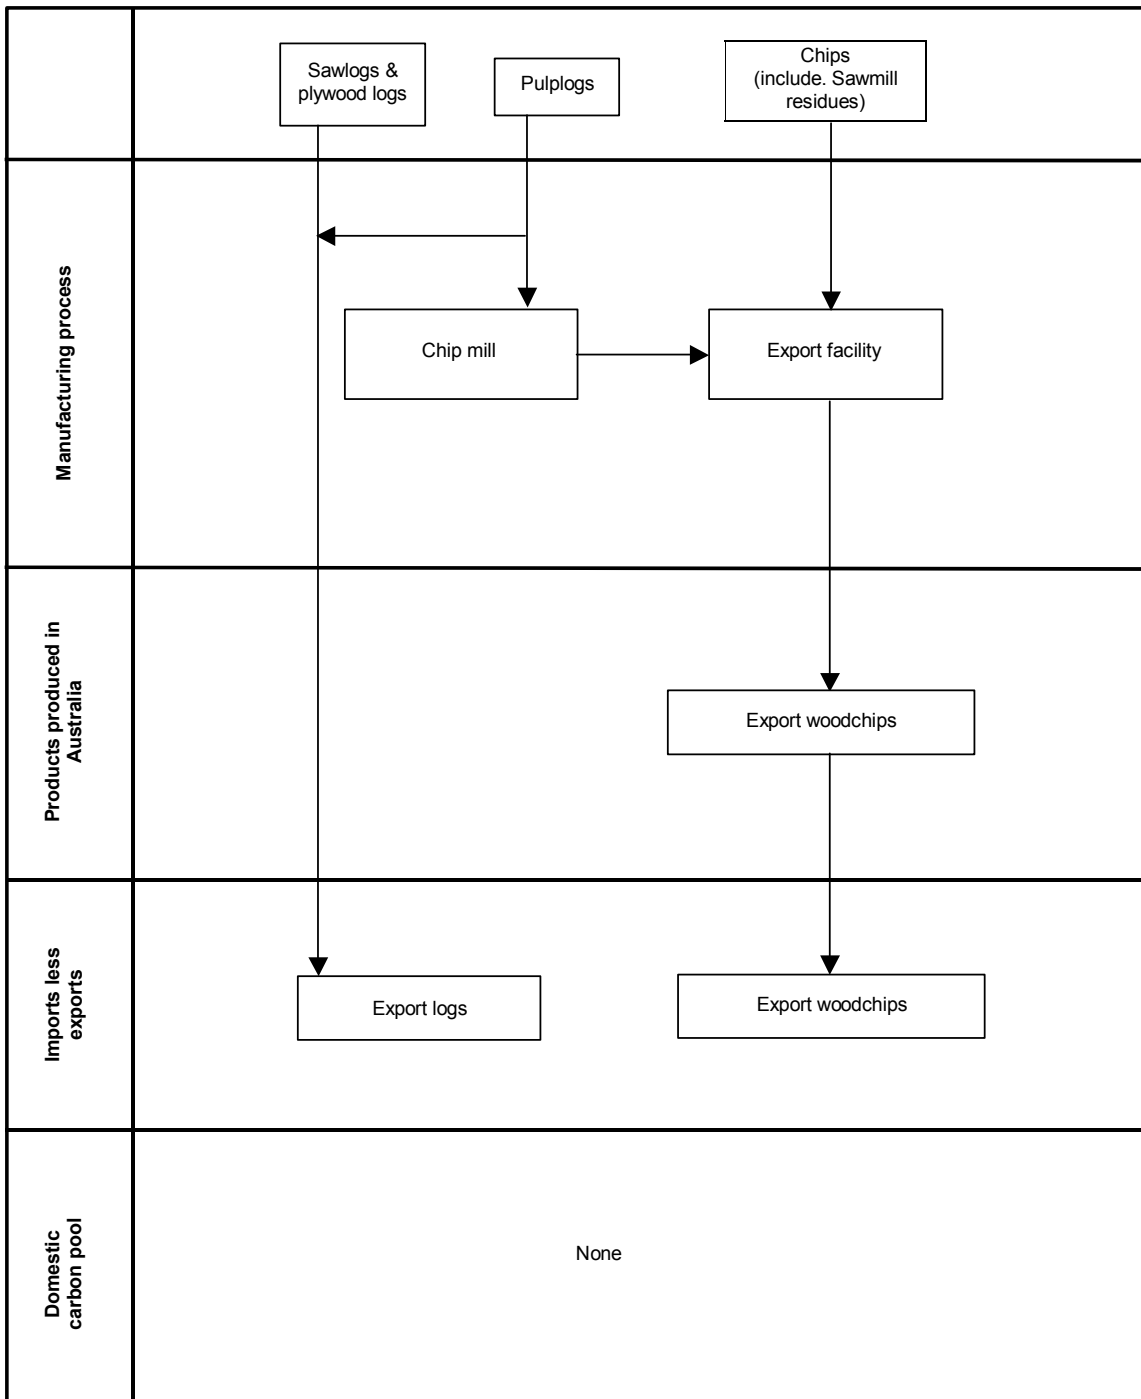 Sawlogs &
plywood logs
Pulplogs
Chips
(include. Sawmill
residues)
Manufacturing process
Chip mill
Export facility
Products produced in
Australia
Export woodchips
Imports less
exports
Export logs
Export woodchips
Domestic
carbon pool
None